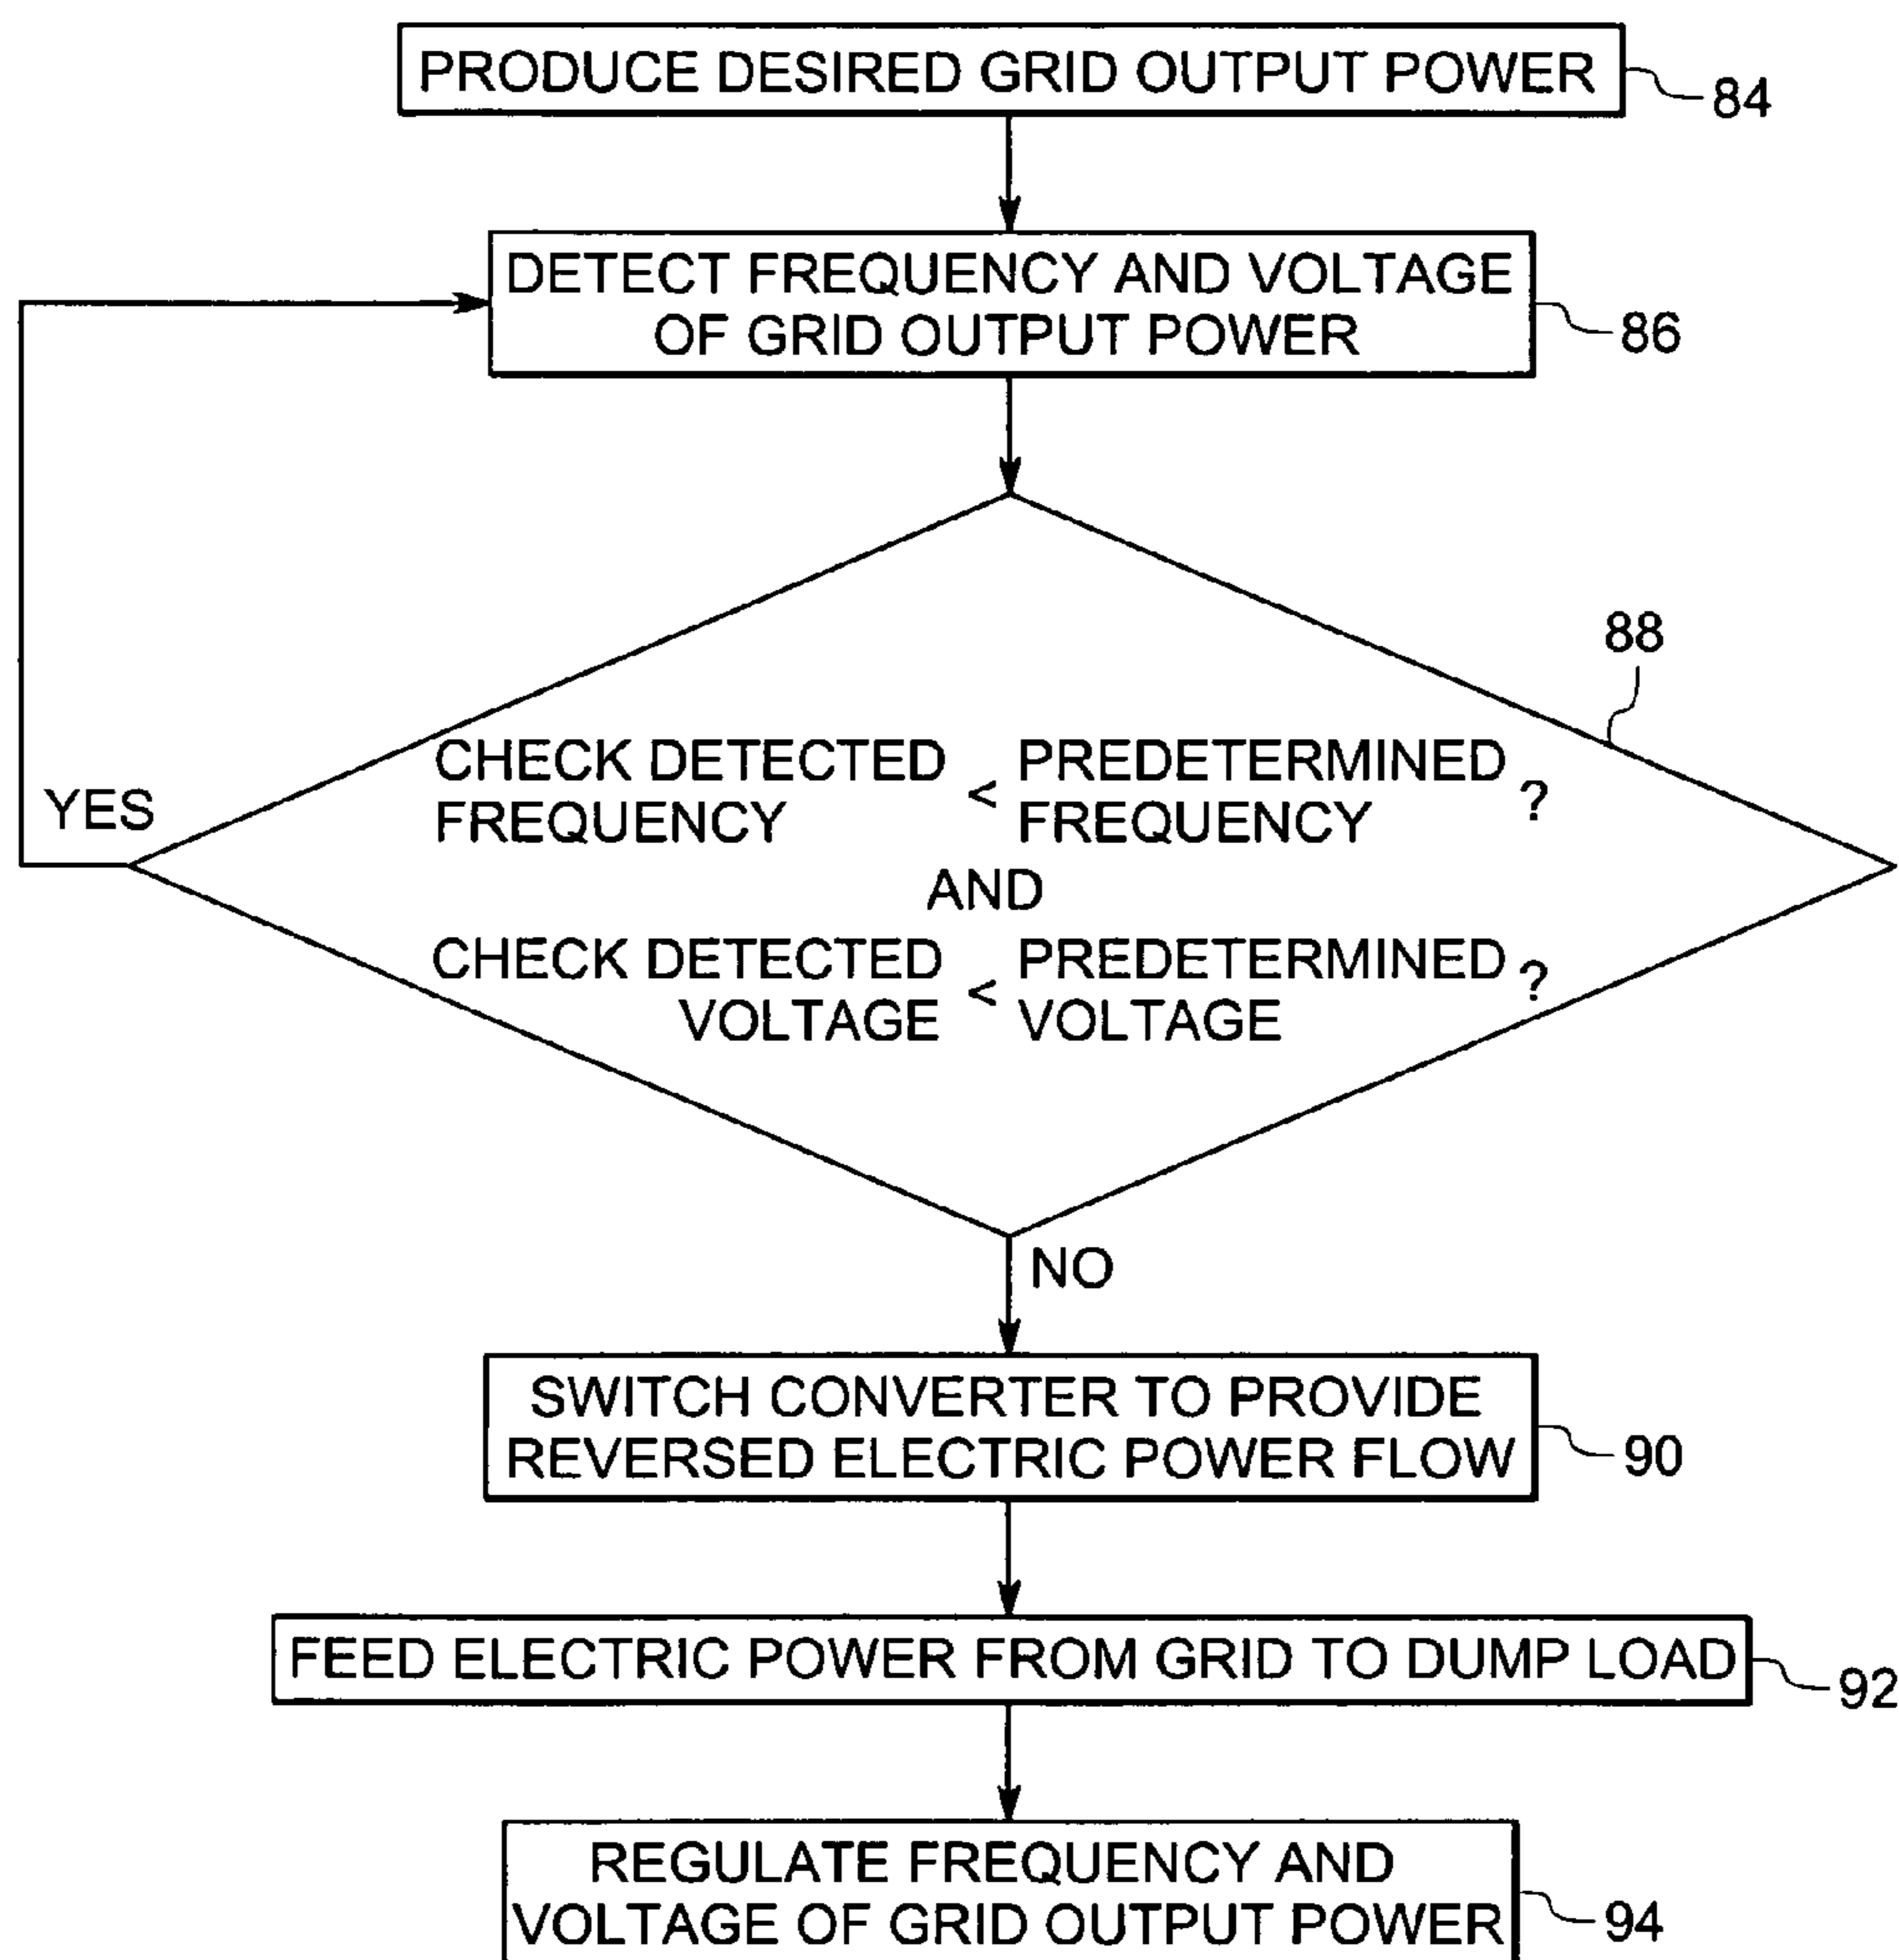 PRODUCE DESIRED GRID OUTPUT POWER
84
DETECT FREQUENCY AND VOLTAGE
OF GRID OUTPUT POWER
86
88
CHECK DETECTED FREQUENCY < PREDETERMINED FREQUENCY ?
YES
AND
CHECK DETECTED VOLTAGE < PREDETERMINED VOLTAGE ?
NO
SWITCH CONVERTER TO PROVIDE
REVERSED ELECTRIC POWER FLOW
90
FEED ELECTRIC POWER FROM GRID TO DUMP LOAD
92
REGULATE FREQUENCY AND
VOLTAGE OF GRID OUTPUT POWER
94